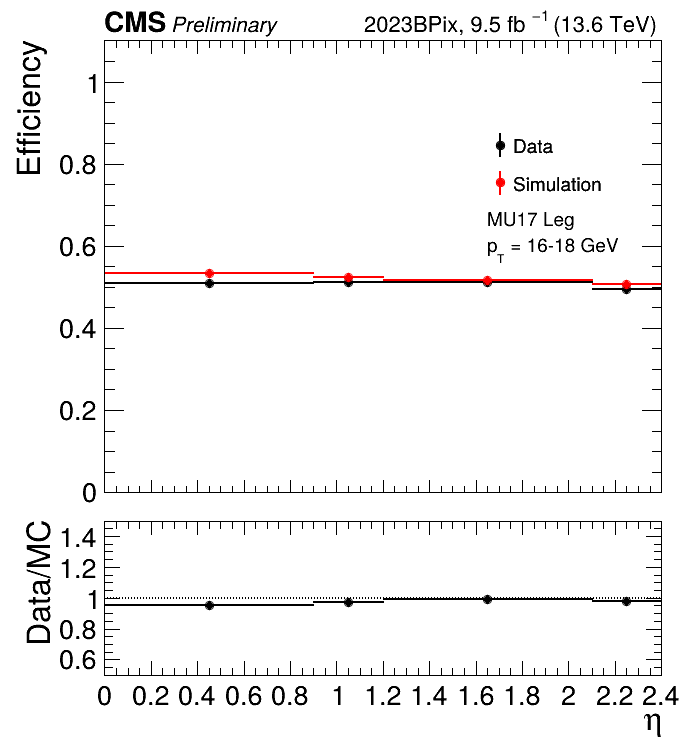 CMS Preliminary 2023BPix, 9.5 fb⁻¹ (13.6 TeV)
Efficiency
1
0.8
0.6
0.4
0.2
0
Data
Simulation
MU17 Leg
p_T = 16-18 GeV
Data/MC
1.4
1.2
1
0.8
0.6
0 0.2 0.4 0.6 0.8 1 1.2 1.4 1.6 1.8 2 2.2 2.4
η